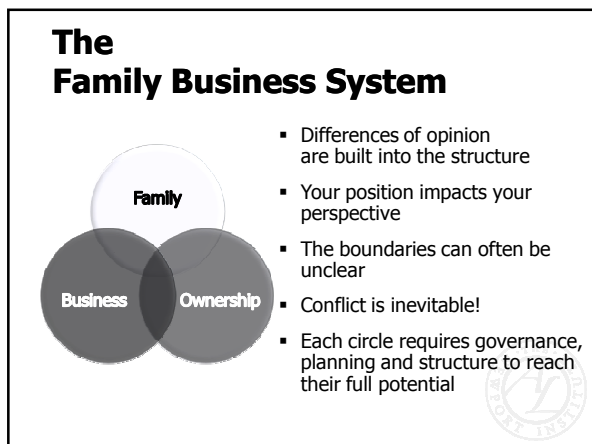 The
Family Business System
Family
Business
Ownership
▪ Differences of opinion
are built into the structure
▪ Your position impacts your
perspective
▪ The boundaries can often be
unclear
▪ Conflict is inevitable!
▪ Each circle requires governance,
planning and structure to reach
their full potential
INSTITU